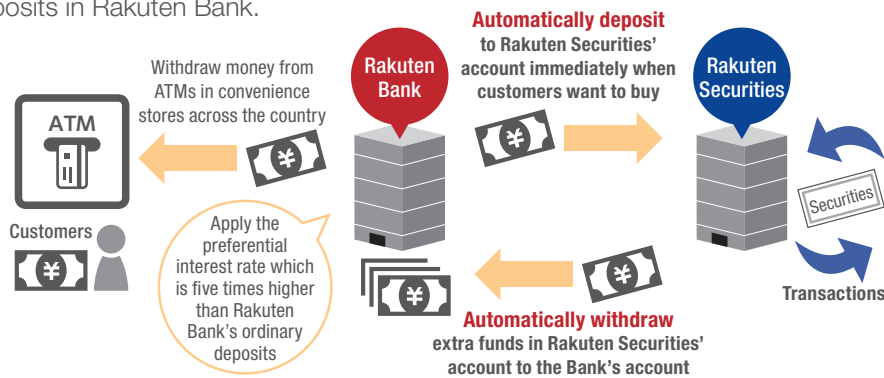 posits in Rakuten Bank.
Automatically deposit
to Rakuten Securities'
account immediately when
customers want to buy
Withdraw money from
ATMs in convenience
stores across the country
Rakuten
Bank
Rakuten
Securities
ATM
¥
¥
Securities
Customers
¥
Apply the
preferential
interest rate which
is five times higher
than Rakuten
Bank's ordinary
deposits
¥
¥
Transactions
Automatically withdraw
extra funds in Rakuten Securities'
account to the Bank's account